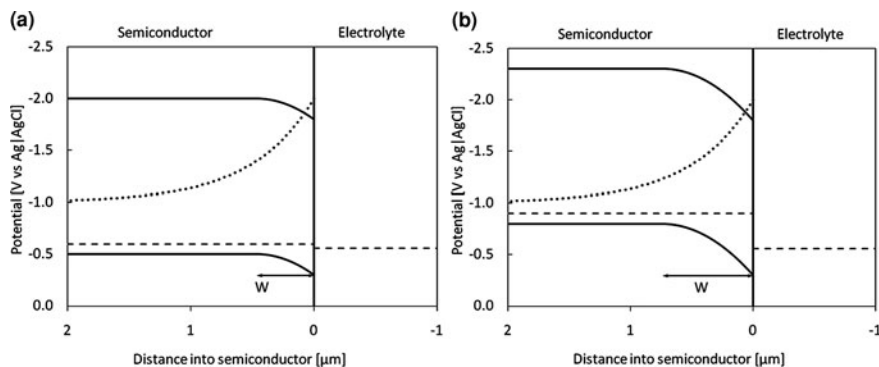 (a)
Semiconductor Electrolyte
-2.5
-2.0
-1.5
-1.0
-0.5
0.0
Potential [V vs Ag|AgCl]
W
2 1 0 -1
Distance into semiconductor [μm]
(b)
Semiconductor Electrolyte
-2.5
-2.0
-1.5
-1.0
-0.5
0.0
Potential [V vs Ag|AgCl]
W
2 1 0 -1
Distance into semiconductor [μm]